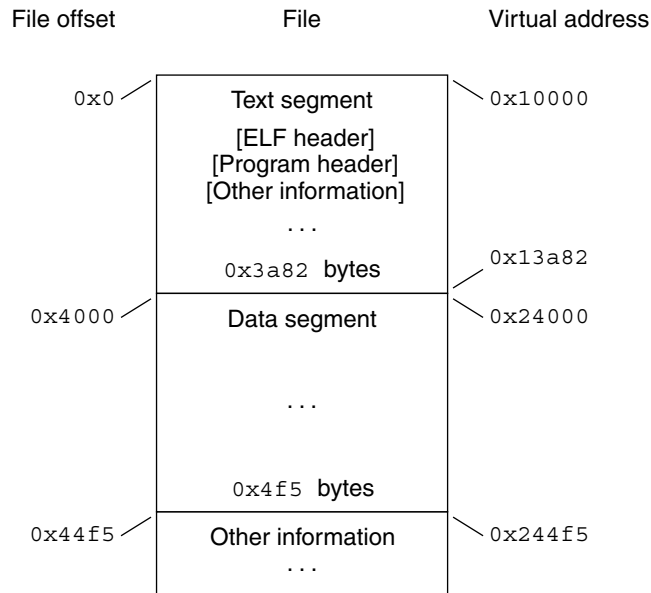 File offset File Virtual address
0x0 Text segment 0x10000
[ELF header]
[Program header]
[Other information]
. . .
0x3a82 bytes 0x13a82
0x4000 Data segment 0x24000
. . .
0x4f5 bytes
0x44f5 Other information 0x244f5
. . .